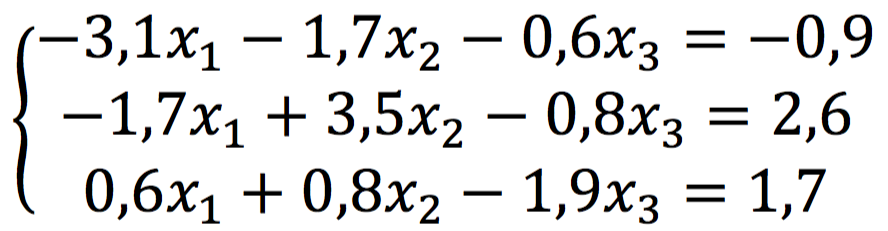 −3,1x₁ − 1,7x₂ − 0,6x₃ = −0,9
−1,7x₁ + 3,5x₂ − 0,8x₃ = 2,6
0,6x₁ + 0,8x₂ − 1,9x₃ = 1,7